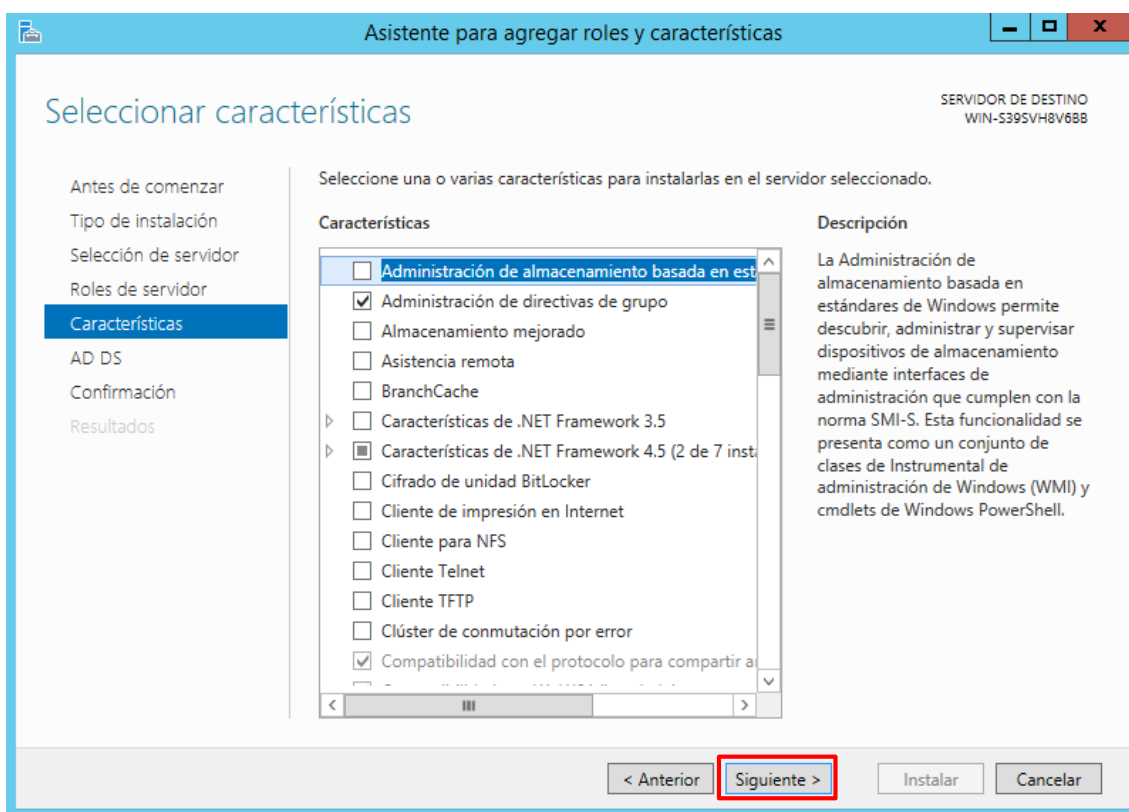 Asistente para agregar roles y características
Seleccionar características
SERVIDOR DE DESTINO
WIN-S39SVH8V6BB
Antes de comenzar
Tipo de instalación
Selección de servidor
Roles de servidor
Características
AD DS
Confirmación
Resultados
Seleccione una o varias características para instalarlas en el servidor seleccionado.
Características
Administración de almacenamiento basada en est
Administración de directivas de grupo
Almacenamiento mejorado
Asistencia remota
BranchCache
Características de .NET Framework 3.5
Características de .NET Framework 4.5 (2 de 7 inst
Cifrado de unidad BitLocker
Cliente de impresión en Internet
Cliente para NFS
Cliente Telnet
Cliente TFTP
Clúster de conmutación por error
Compatibilidad con el protocolo para compartir
Descripción
La Administración de
almacenamiento basada en
estándares de Windows permite
descubrir, administrar y supervisar
dispositivos de almacenamiento
mediante interfaces de
administración que cumplen con la
norma SMI-S. Esta funcionalidad se
presenta como un conjunto de
clases de Instrumental de
administración de Windows (WMI) y
cmdlets de Windows PowerShell.
< Anterior
Siguiente >
Instalar
Cancelar